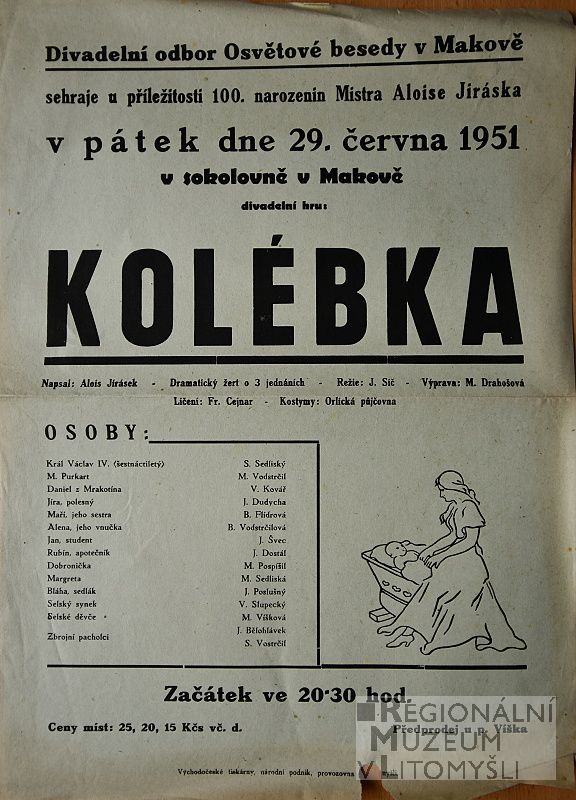 Divadelní odbor Osvětové besedy v Makově
sehraje u příležitosti 100. narozenin Mistra Aloise Jiráska
v pátek dne 29. června 1951
v sokolovně v Makově
divadelní hru:
KOLÉBKA
Napsal: Alois Jirásek - Dramatický žert o 3 jednáních - Režie: J. Síč - Výprava: M. Drahošová
Líčení: Fr. Cejnar - Kostymy: Orlická půjčovna
OSOBY:
Král Václav IV. (šestnáctiletý) S. Sedliský
M. Purkart M. Vodstrčil
Daniel z Mrakotína V. Kovář
Jíra, polesný J. Dudycha
Maří, jeho sestra B. Flídrová
Alena, jeho vnučka B. Vodstrčilová
Jan, student J. Švec
Rubín, apotečník J. Dostál
Dobronička M. Pospíšil
Margreta M. Sedliská
Bláha, sedlák J. Poslušný
Selský synek V. Slupecký
Selské děvče M. Víšková
Zbrojní pacholci J. Bělohlávek
S. Vostrčil
Začátek ve 20·30 hod.
Ceny míst: 25, 20, 15 Kčs vč. d. Předprodej u p. Víška
Východočeské tiskárny, národní podnik, provozovna
REGIONÁLNÍ
MUZEUM
V LITOMYŠLI